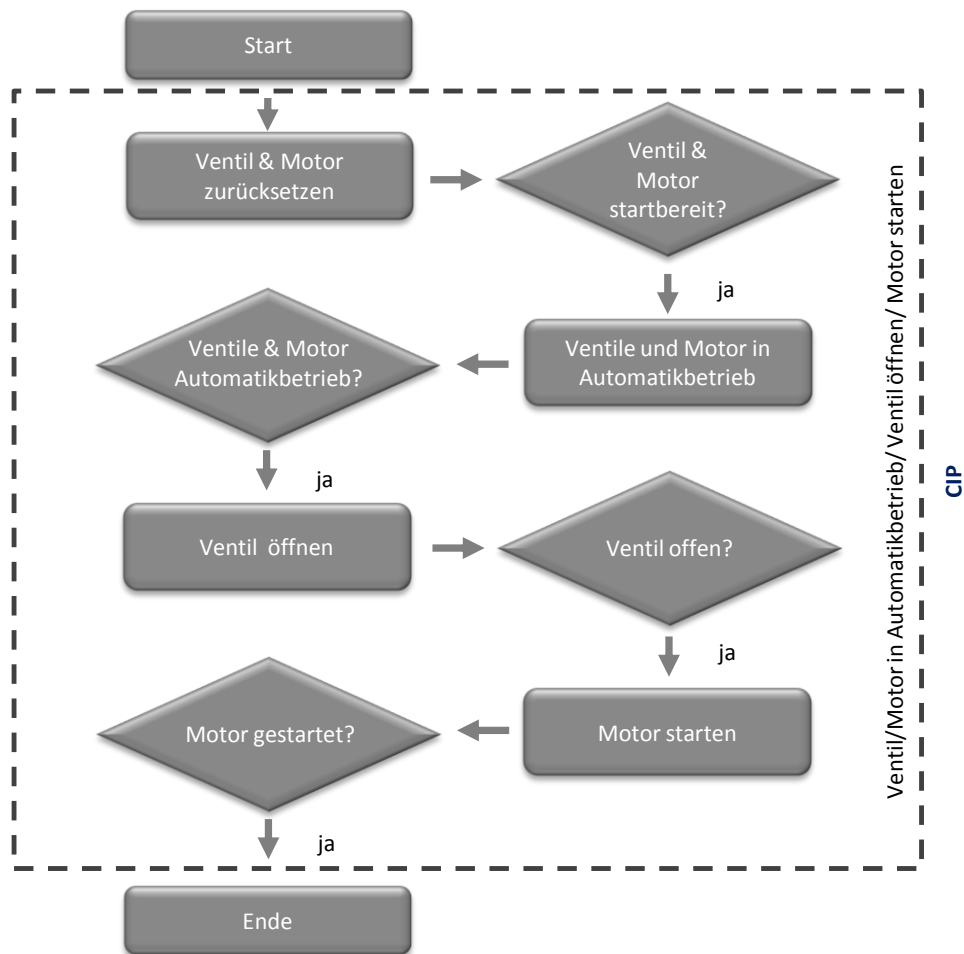 Start
Ventil & Motor
zurücksetzen
Ventil &
Motor
startbereit?
ja
Ventile und Motor in
Automatikbetrieb
Ventile & Motor
Automatikbetrieb?
ja
Ventil öffnen
Ventil offen?
ja
Motor starten
Motor gestartet?
ja
Ende
Ventil/Motor in Automatikbetrieb/ Ventil öffnen/ Motor starten
CIP